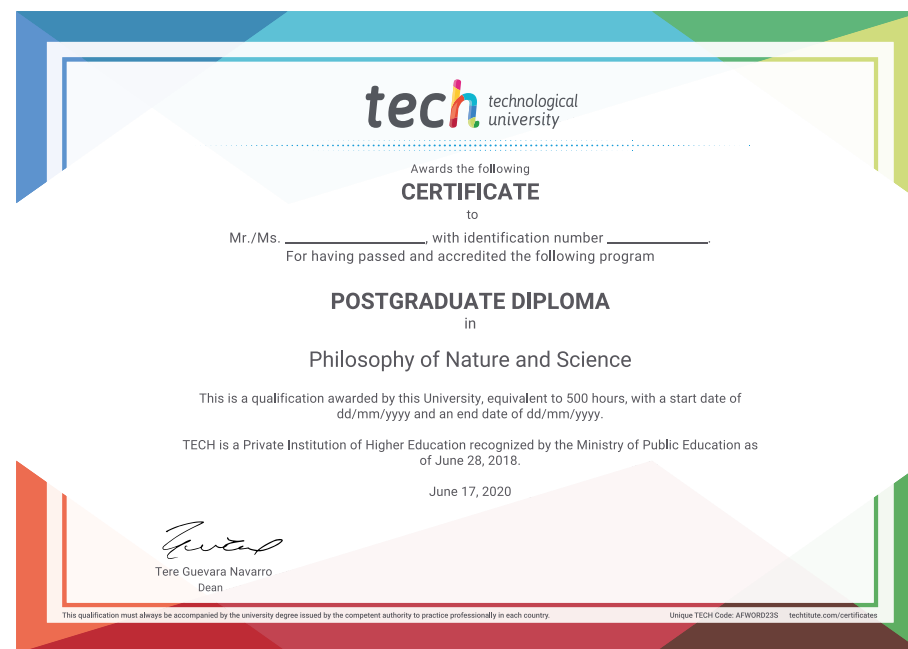 tech technological
university
Awards the following
CERTIFICATE
to
Mr./Ms. ____________________, with identification number ______________.
For having passed and accredited the following program
POSTGRADUATE DIPLOMA
in
Philosophy of Nature and Science
This is a qualification awarded by this University, equivalent to 500 hours, with a start date of
dd/mm/yyyy and an end date of dd/mm/yyyy.
TECH is a Private Institution of Higher Education recognized by the Ministry of Public Education as
of June 28, 2018.
June 17, 2020
Tere Guevara Navarro
Dean
This qualification must always be accompanied by the university degree issued by the competent authority to practice professionally in each country. Unique TECH Code: AFWORD23S techtitute.com/certificates